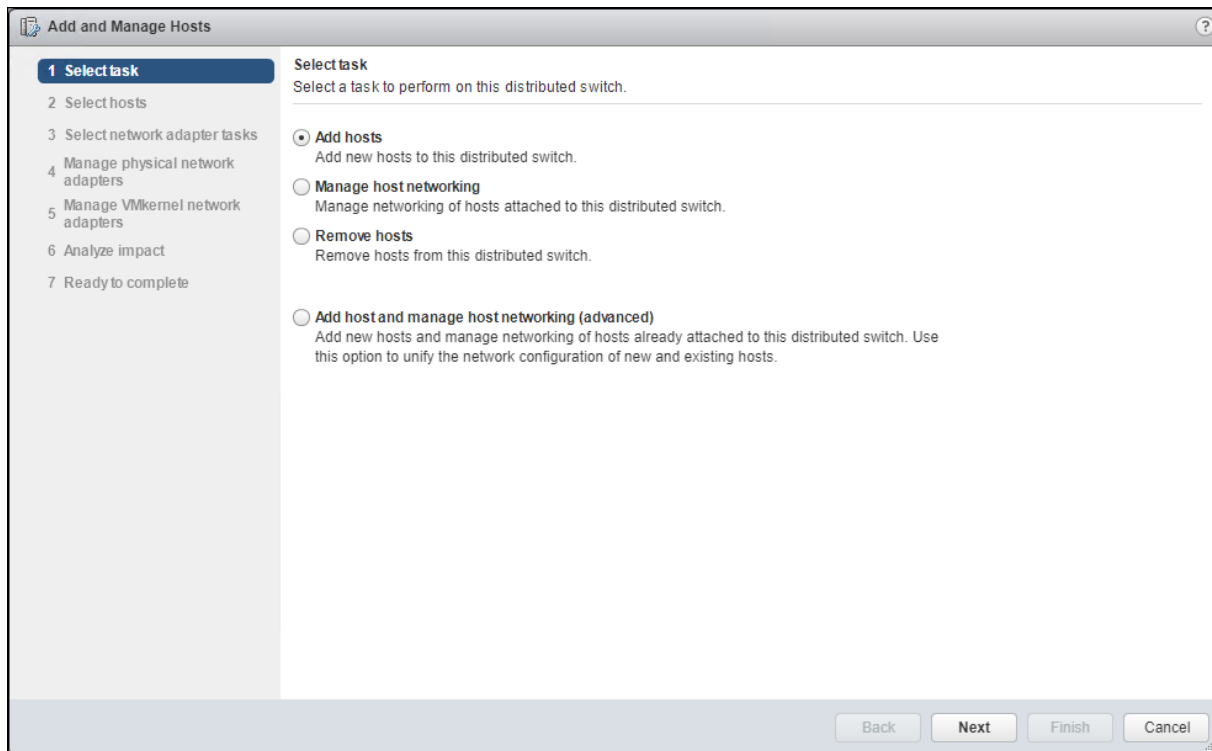 Add and Manage Hosts
?
1 Select task
2 Select hosts
3 Select network adapter tasks
4 Manage physical network
adapters
5 Manage VMkernel network
adapters
6 Analyze impact
7 Ready to complete
Select task
Select a task to perform on this distributed switch.
Add hosts
Add new hosts to this distributed switch.
Manage host networking
Manage networking of hosts attached to this distributed switch.
Remove hosts
Remove hosts from this distributed switch.
Add host and manage host networking (advanced)
Add new hosts and manage networking of hosts already attached to this distributed switch. Use
this option to unify the network configuration of new and existing hosts.
Back Next Finish Cancel